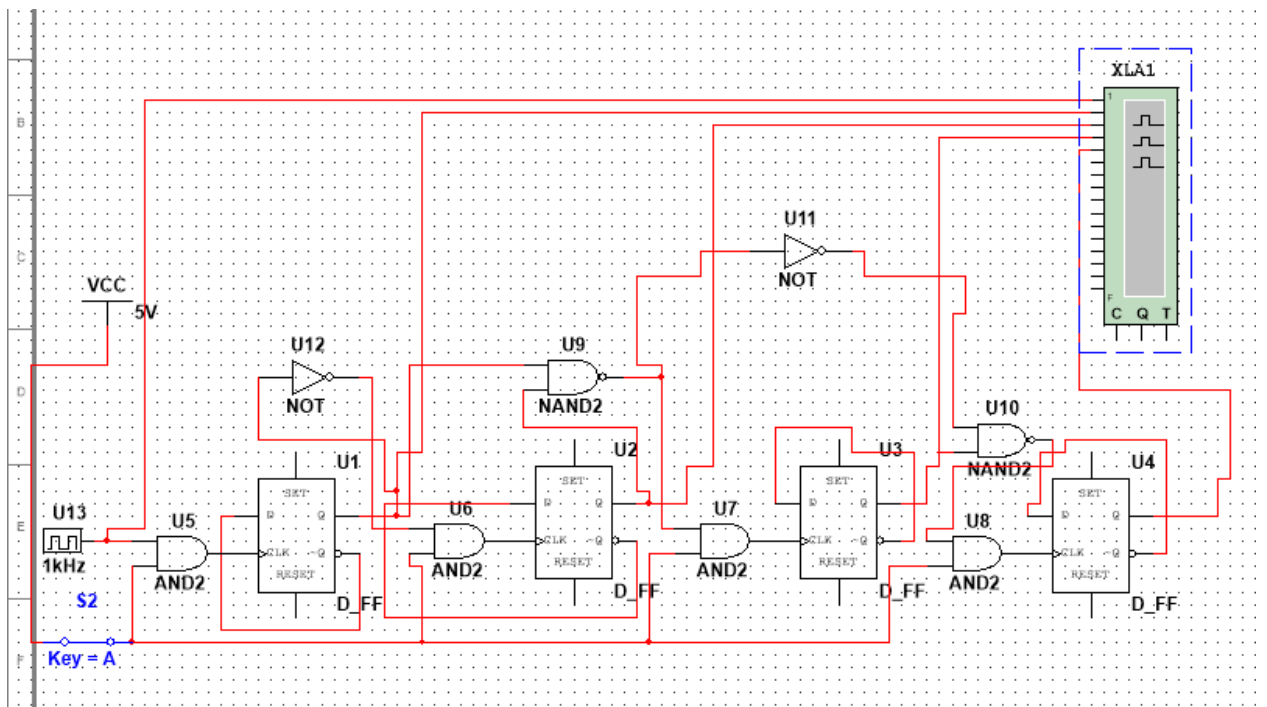 XLA1
B
1
U11
C
NOT
VCC
5V
F
C Q T
U12
U9
D
NOT
NAND2
U10
NAND2
U1
U2
U3
U4
SET
SET
SET
SET
D Q
D Q
D Q
D Q
U13
U5
U6
U7
U8
E
CLK ~Q
CLK ~Q
CLK ~Q
CLK ~Q
1kHz
AND2
AND2
AND2
AND2
RESET
RESET
RESET
RESET
S2
D_FF
D_FF
D_FF
D_FF
F
Key = A